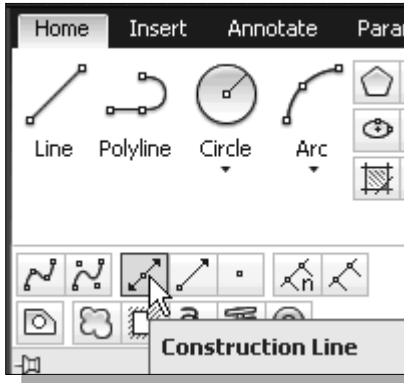 Home Insert Annotate Para
Line Polyline Circle Arc
n
Construction Line